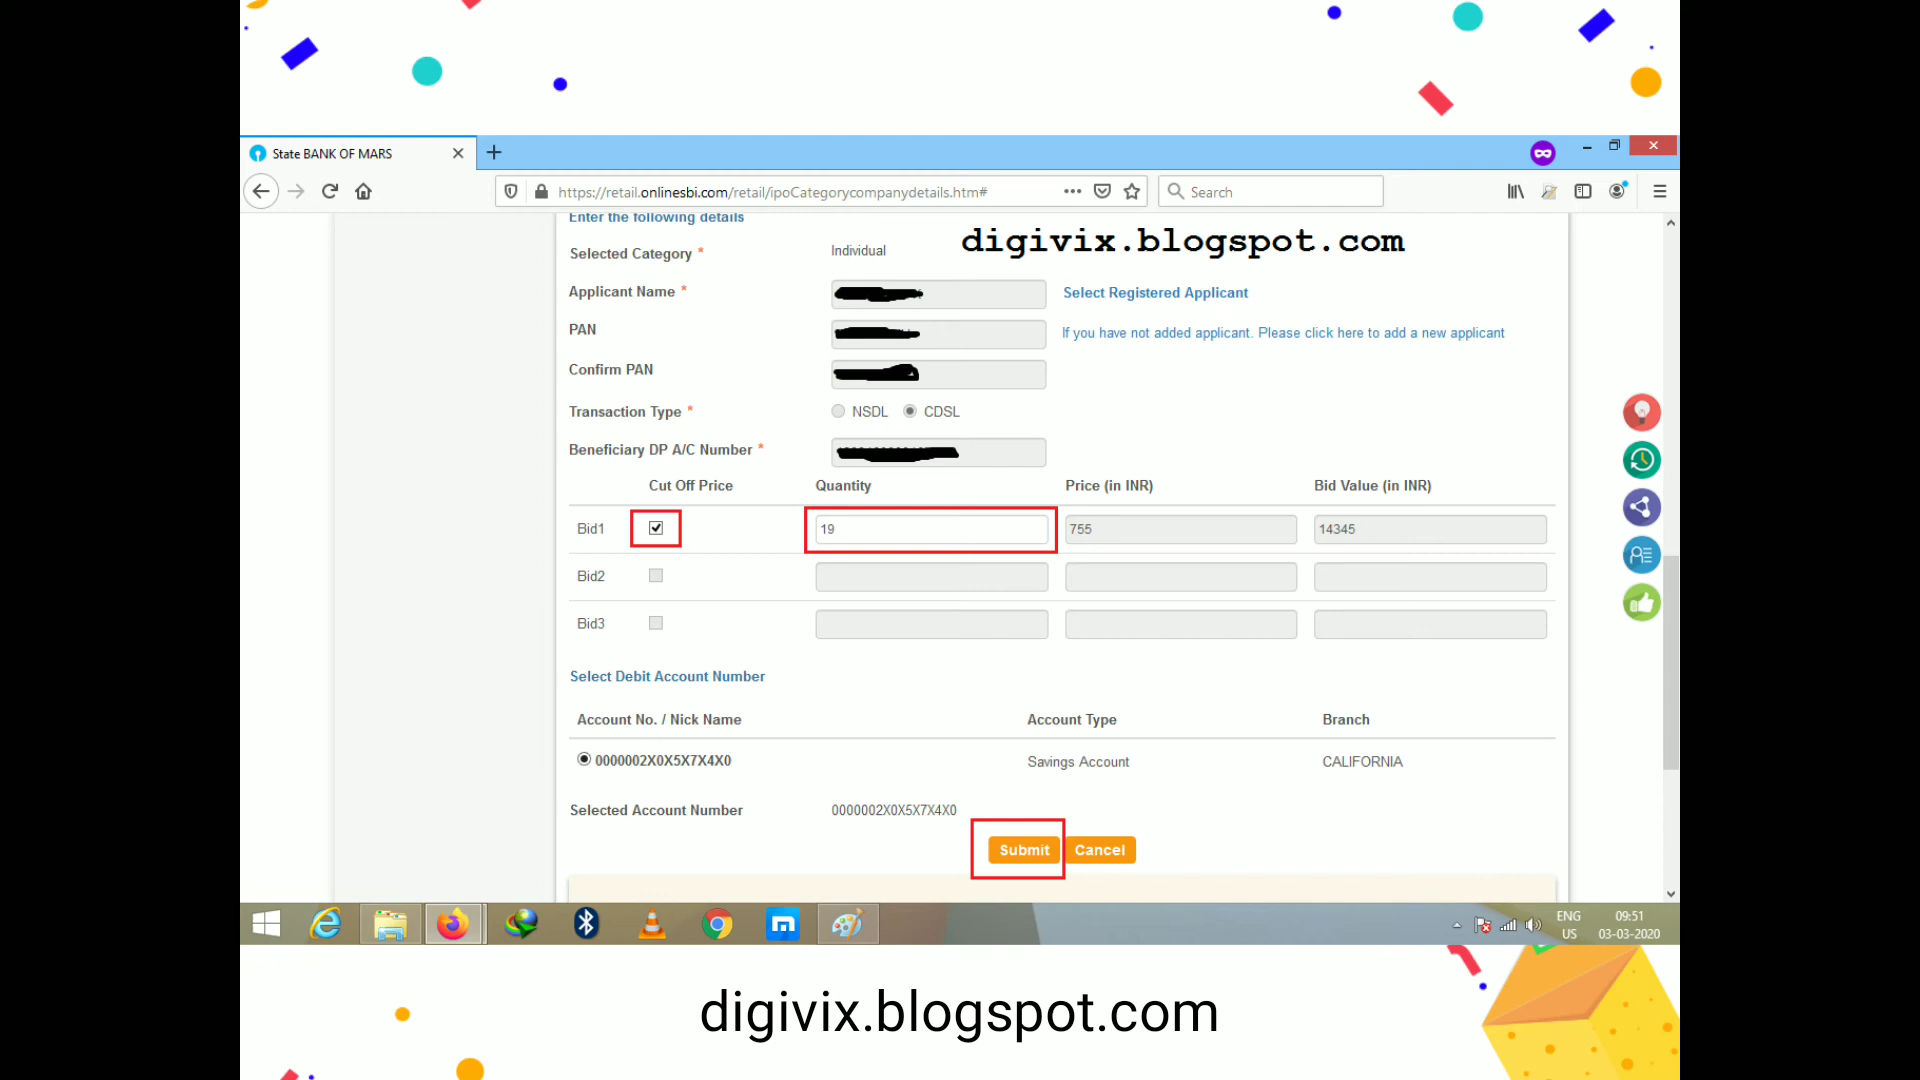 State BANK OF MARS
https://retail.onlinesbi.com/retail/ipoCategorycompanydetails.htm#
Search
Enter the following details
digivix.blogspot.com
Selected Category * Individual
Applicant Name * Select Registered Applicant
PAN If you have not added applicant. Please click here to add a new applicant
Confirm PAN
Transaction Type * NSDL CDSL
Beneficiary DP A/C Number *
Cut Off Price Quantity Price (in INR) Bid Value (in INR)
Bid1 19 755 14345
Bid2
Bid3
Select Debit Account Number
Account No. / Nick Name Account Type Branch
0000002X0X5X7X4X0 Savings Account CALIFORNIA
Selected Account Number 0000002X0X5X7X4X0
Submit Cancel
ENG 09:51
US 03-03-2020
digivix.blogspot.com